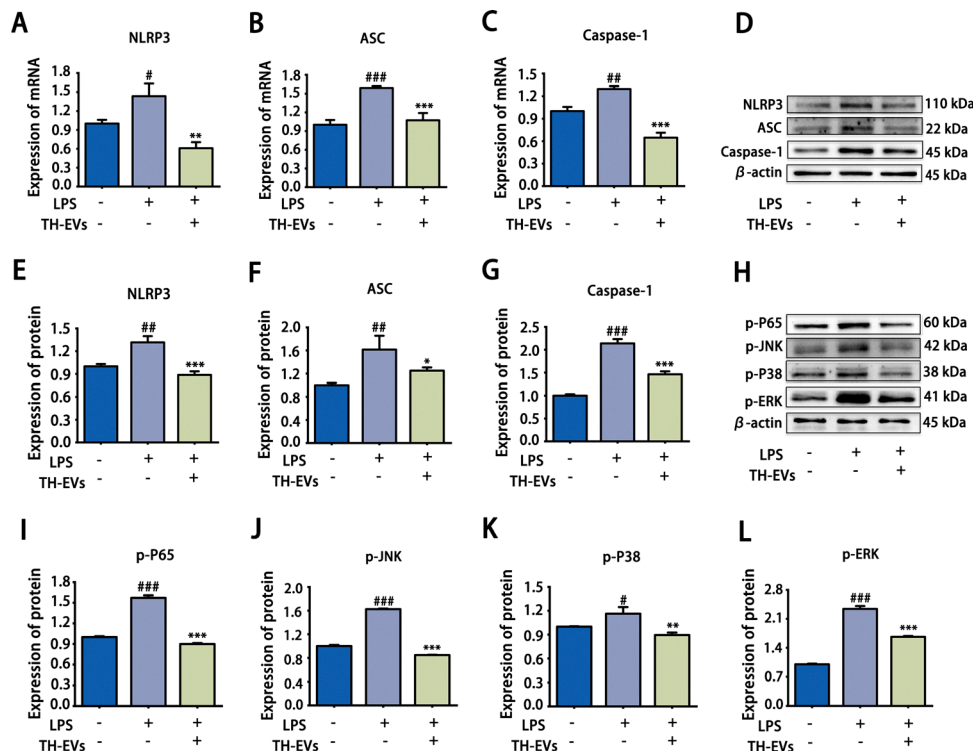 A
NLRP3
Expression of mRNA
1.8
1.5
1.2
0.9
0.6
0.3
0.0
#
**
LPS - + +
TH-EVs - - +
B
ASC
Expression of mRNA
1.8
1.5
1.2
0.9
0.6
0.3
0.0
###
***
LPS - + +
TH-EVs - - +
C
Caspase-1
Expression of mRNA
1.5
1.2
0.9
0.6
0.3
0.0
##
***
LPS - + +
TH-EVs - - +
D
NLRP3 110 kDa
ASC 22 kDa
Caspase-1 45 kDa
β-actin 45 kDa
LPS - + +
TH-EVs - - +
E
NLRP3
Expression of protein
1.5
1.2
0.9
0.6
0.3
0.0
##
***
LPS - + +
TH-EVs - - +
F
ASC
Expression of protein
2.0
1.6
1.2
0.8
0.4
0.0
##
*
LPS - + +
TH-EVs - - +
G
Caspase-1
Expression of protein
2.5
2.0
1.5
1.0
0.5
0.0
###
***
LPS - + +
TH-EVs - - +
H
p-P65 60 kDa
p-JNK 42 kDa
p-P38 38 kDa
p-ERK 41 kDa
β-actin 45 kDa
LPS - + +
TH-EVs - - +
I
p-P65
Expression of protein
1.8
1.5
1.2
0.9
0.6
0.3
0.0
###
***
LPS - + +
TH-EVs - - +
J
p-JNK
Expression of protein
2.0
1.6
1.2
0.8
0.4
0.0
###
***
LPS - + +
TH-EVs - - +
K
p-P38
Expression of protein
1.5
1.2
0.9
0.6
0.3
0.0
#
**
LPS - + +
TH-EVs - - +
L
p-ERK
Expression of protein
2.8
2.1
1.4
0.7
0.0
###
***
LPS - + +
TH-EVs - - +